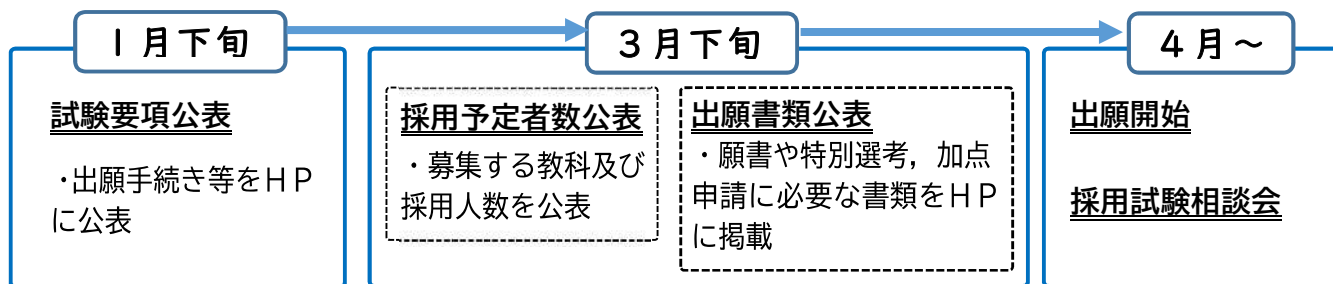 1月下旬
試験要項公表
・出願手続き等をＨＰ
に公表
3月下旬
採用予定者数公表
・募集する教科及び
採用人数を公表
出願書類公表
・願書や特別選考，加点
申請に必要な書類をＨＰ
に掲載
4月～
出願開始
採用試験相談会